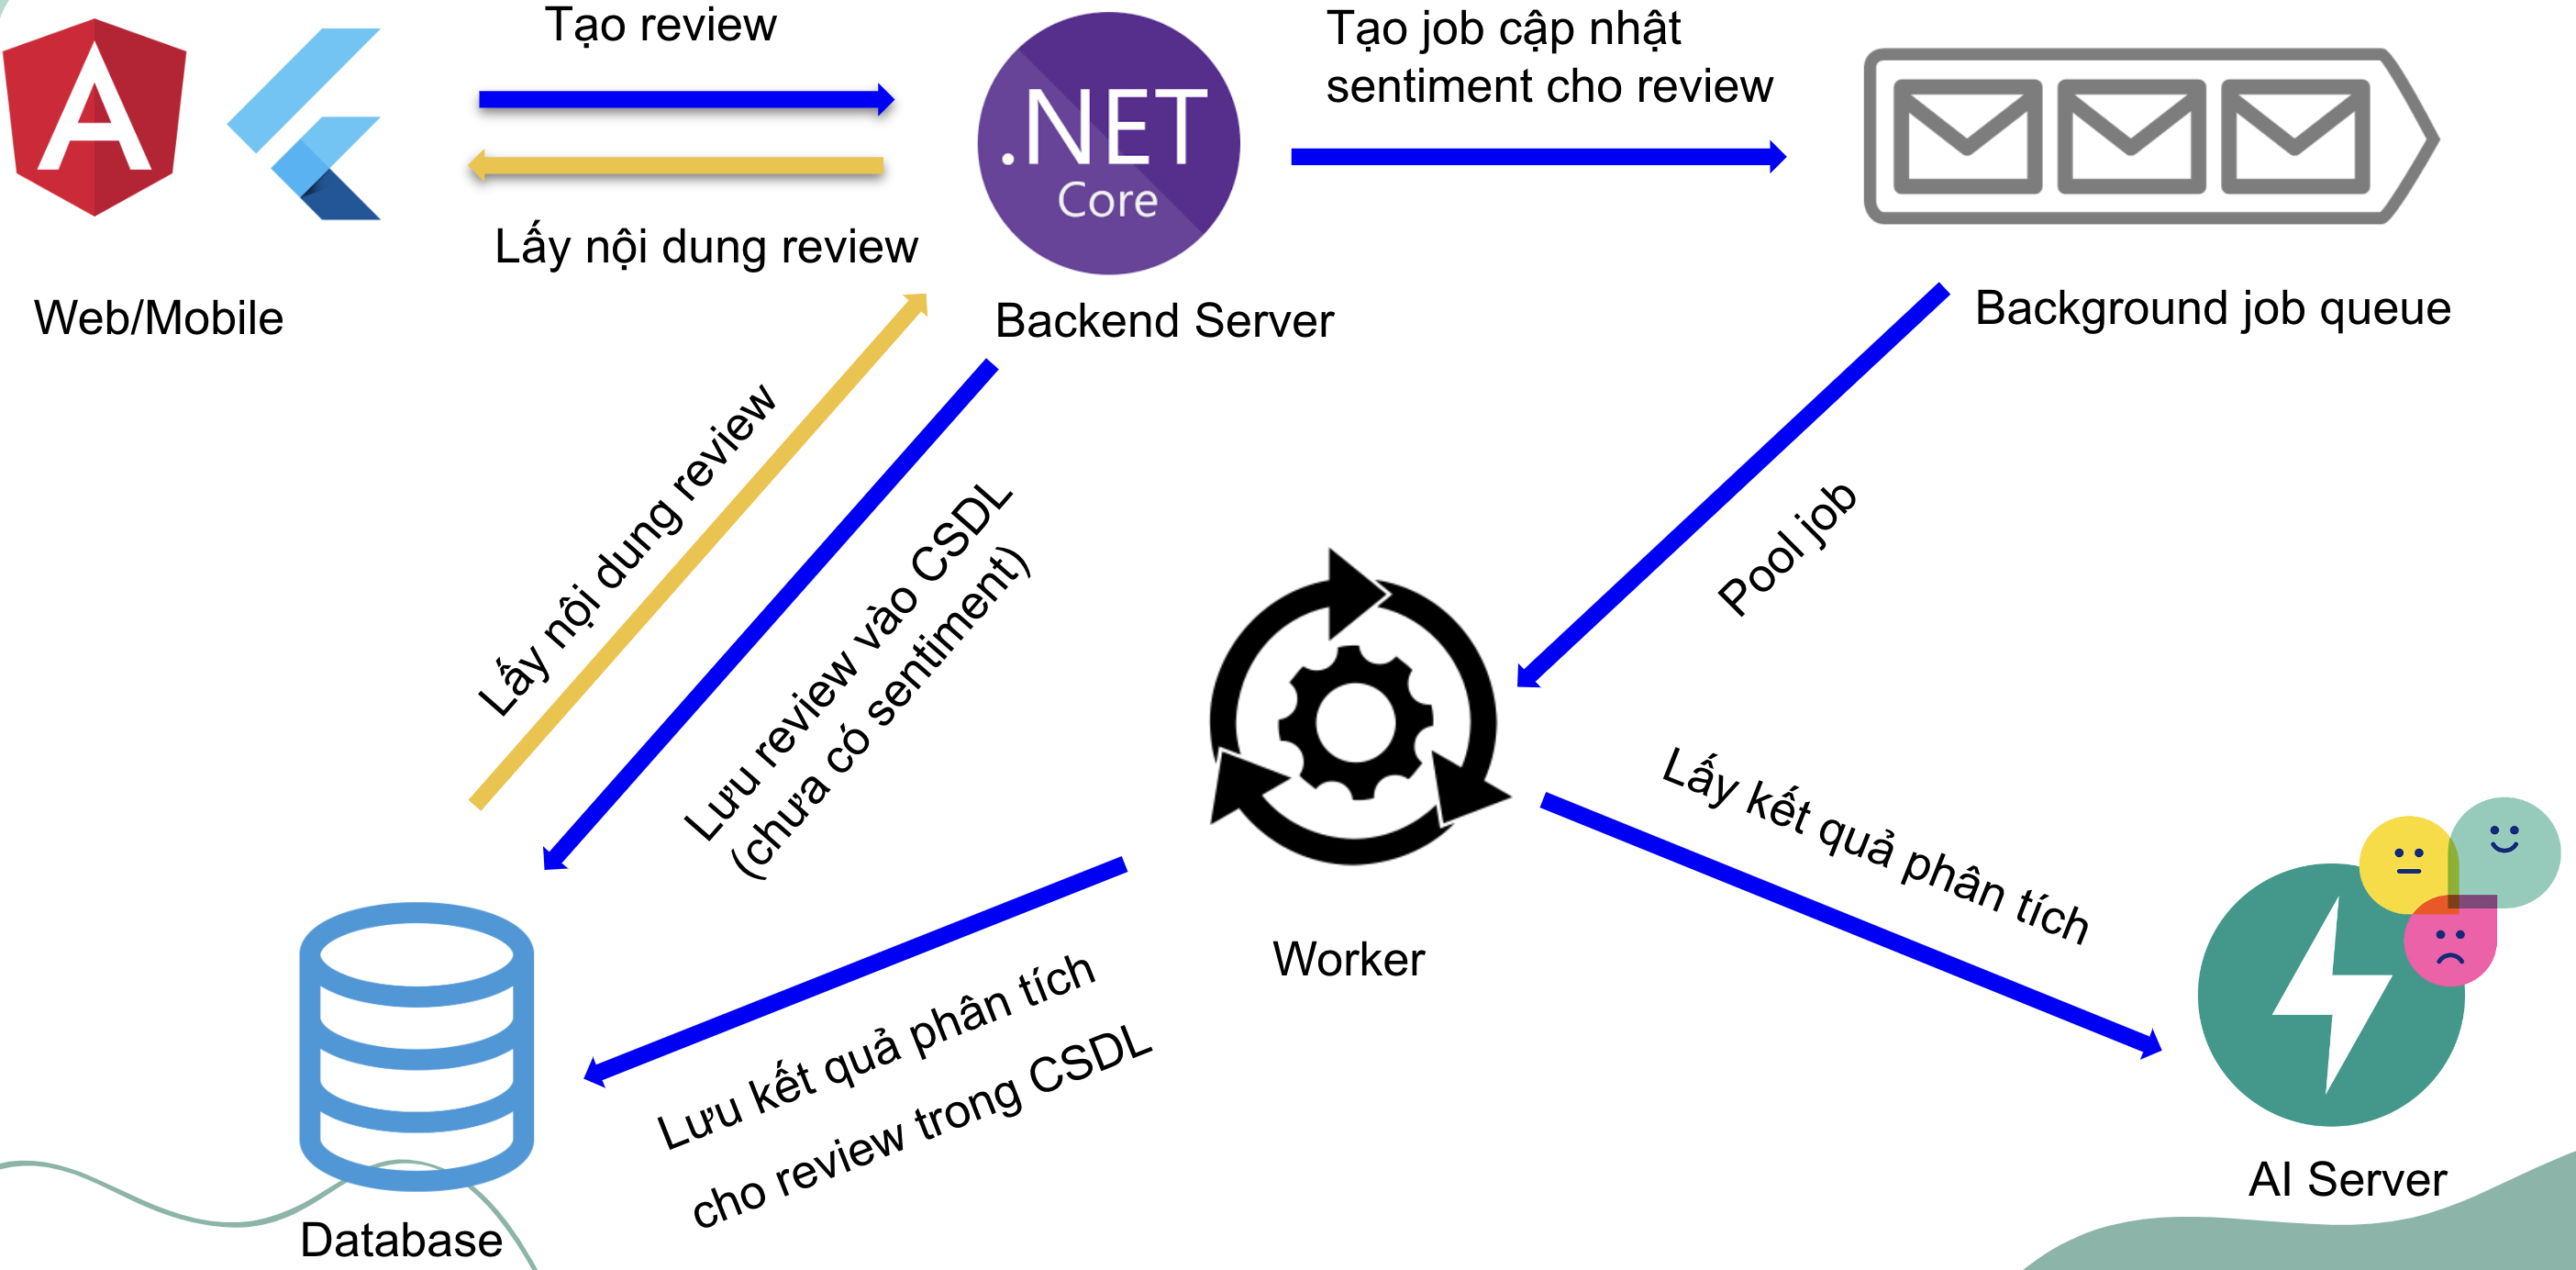 Tạo review
Tạo job cập nhật
sentiment cho review
.NET
Core
Lấy nội dung review
Web/Mobile
Backend Server
Background job queue
Lấy nội dung review
Lưu review vào CSDL
(chưa có sentiment)
Pool job
Lấy kết quả phân tích
Worker
Lưu kết quả phân tích
cho review trong CSDL
AI Server
Database